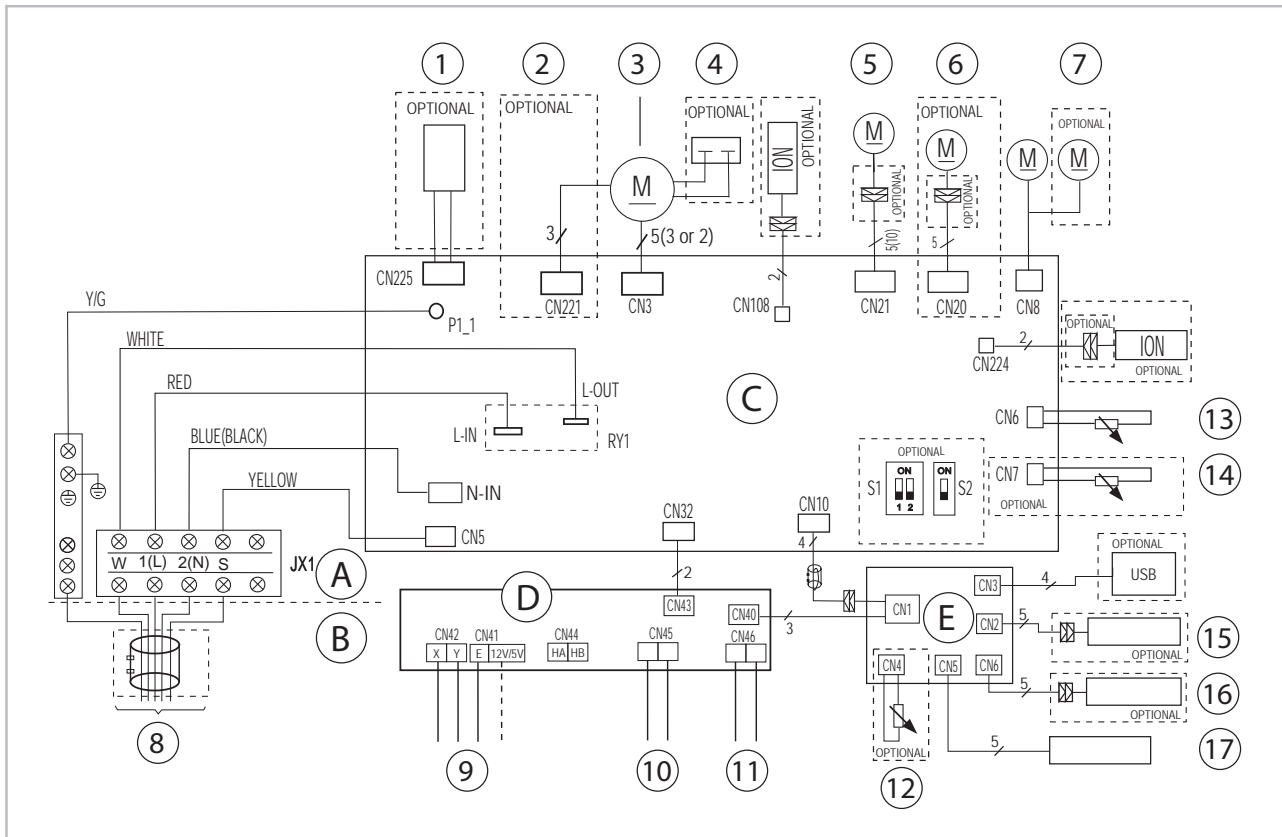 1
2
3
4
5
6
7
OPTIONAL
OPTIONAL
OPTIONAL
OPTIONAL
OPTIONAL
OPTIONAL
M
ION
M
M
M
M
OPTIONAL
OPTIONAL
3
5(3 or 2)
2
5(10)
5
CN225
CN221
CN3
CN108
CN21
CN20
CN8
Y/G
P1_1
WHITE
RED
BLUE(BLACK)
YELLOW
L-OUT
L-IN
RY1
N-IN
CN5
C
CN224
2
OPTIONAL
ION
OPTIONAL
CN6
13
CN7
14
OPTIONAL
OPTIONAL
S1
ON
1 2
ON
S2
CN32
2
CN10
4
W 1(L) 2(N) S
JX1
A
B
8
D
CN43
CN40
3
CN42
X Y
CN41
E 12V/5V
CN44
HA HB
CN45
CN46
9
10
11
E
CN1
CN3
CN2
CN4
CN5
CN6
4
OPTIONAL
USB
5
15
OPTIONAL
5
16
OPTIONAL
5
17
OPTIONAL
12